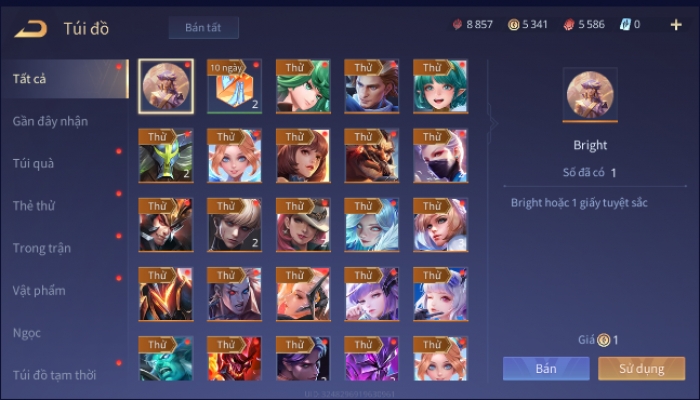 Túi đồ
Bán tất
8 857
5 341
5 586
0
+
Tất cả
Gần đây nhận
Túi quà
Thẻ thử
Trong trận
Vật phẩm
Ngọc
Túi đồ tạm thời
10 ngày
2
Thử
Thử
Thử
Thử
2
Thử
Thử
Thử
Thử
Thử
Thử
2
Thử
Thử
Thử
Thử
Thử
Thử
Thử
Thử
Thử
Thử
Thử
Thử
Thử
Bright
Số đã có 1
Bright hoặc 1 giấy tuyệt sắc
Giá 1
Bán
Sử dụng